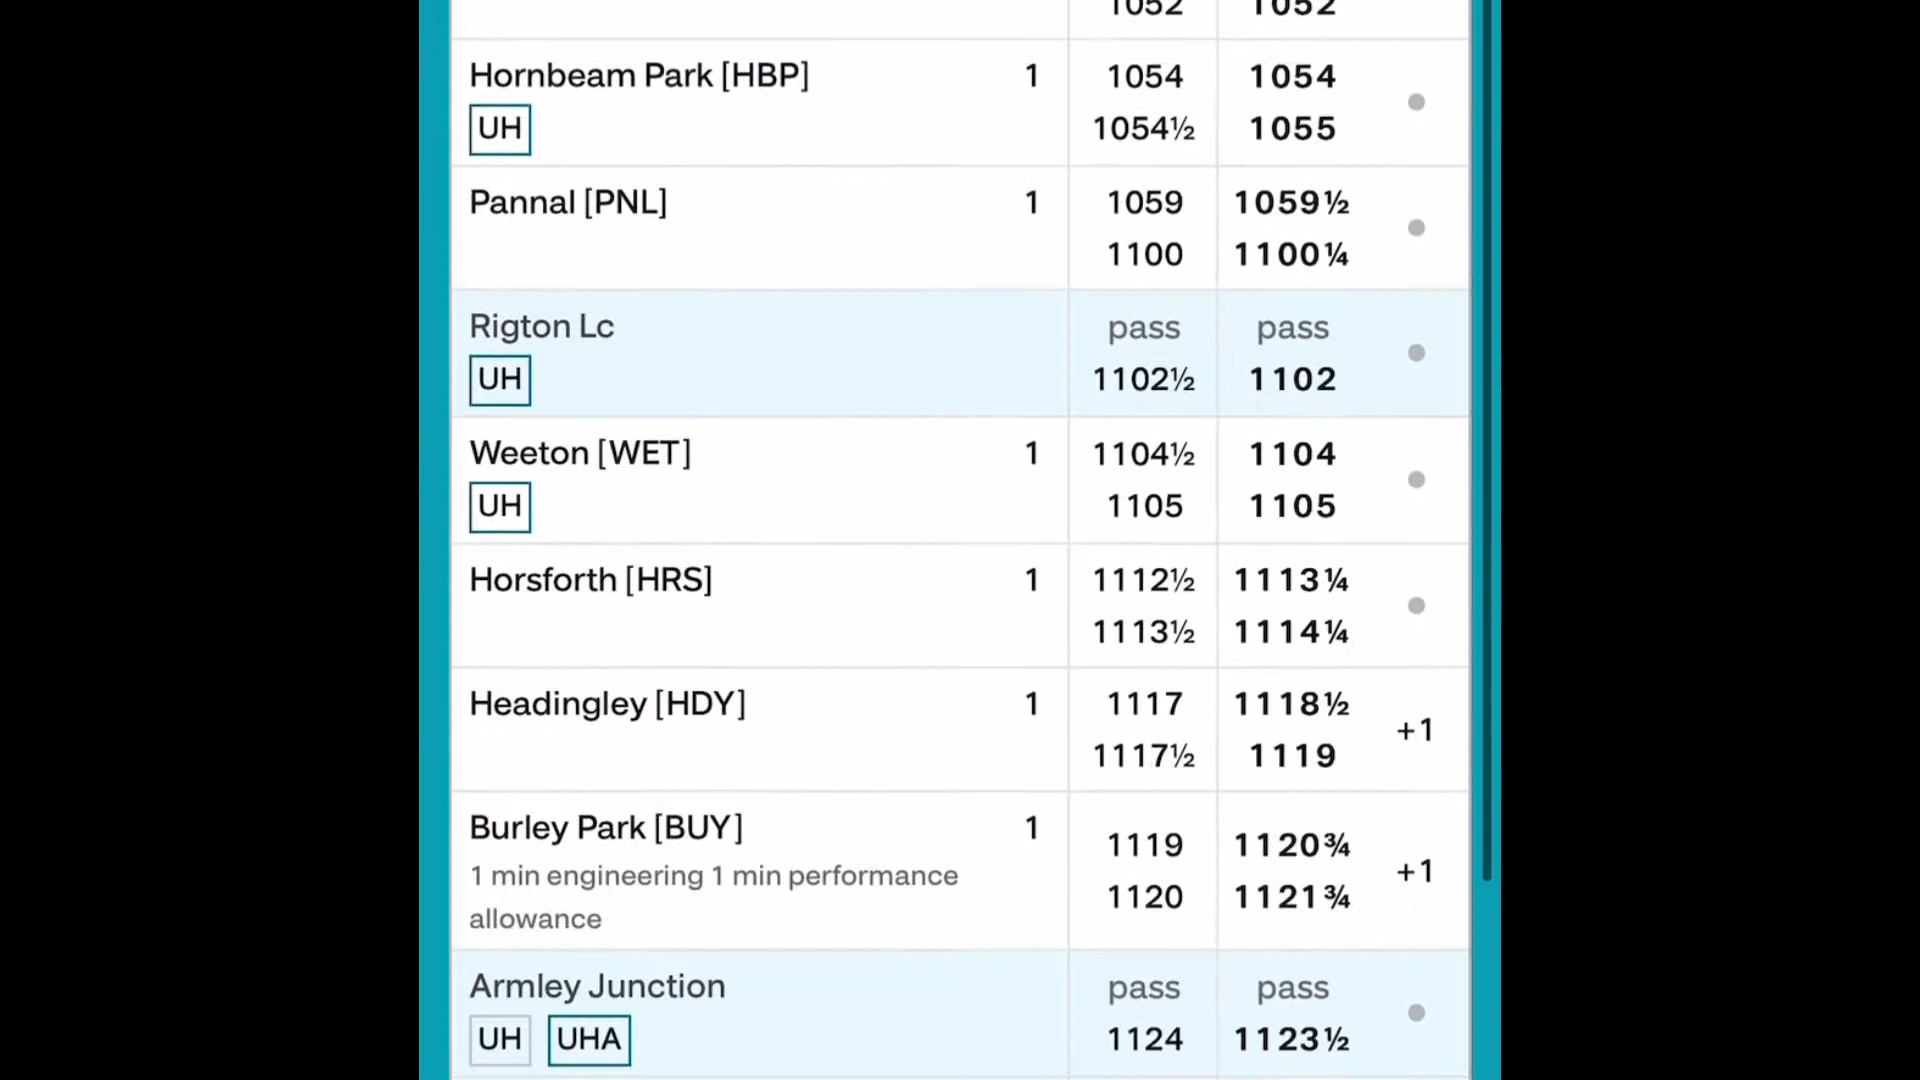 1052 1052
Hornbeam Park [HBP] 1 1054 1054
UH 1054½ 1055
Pannal [PNL] 1 1059 1059½
1100 1100¼
Rigton Lc pass pass
UH 1102½ 1102
Weeton [WET] 1 1104½ 1104
UH 1105 1105
Horsforth [HRS] 1 1112½ 1113¼
1113½ 1114¼
Headingley [HDY] 1 1117 1118½
+1
1117½ 1119
Burley Park [BUY] 1 1119 1120¾
1 min engineering 1 min performance +1
allowance 1120 1121¾
Armley Junction pass pass
UH UHA 1124 1123½